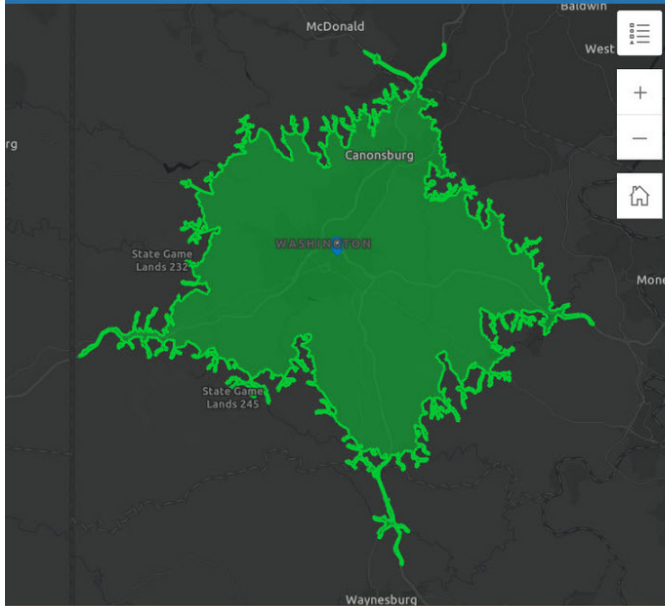 Baldwin
McDonald
West
+
−
rg
Canonsburg
WASHINGTON
State Game
Lands 232
Mone
State Game
Lands 245
Waynesburg